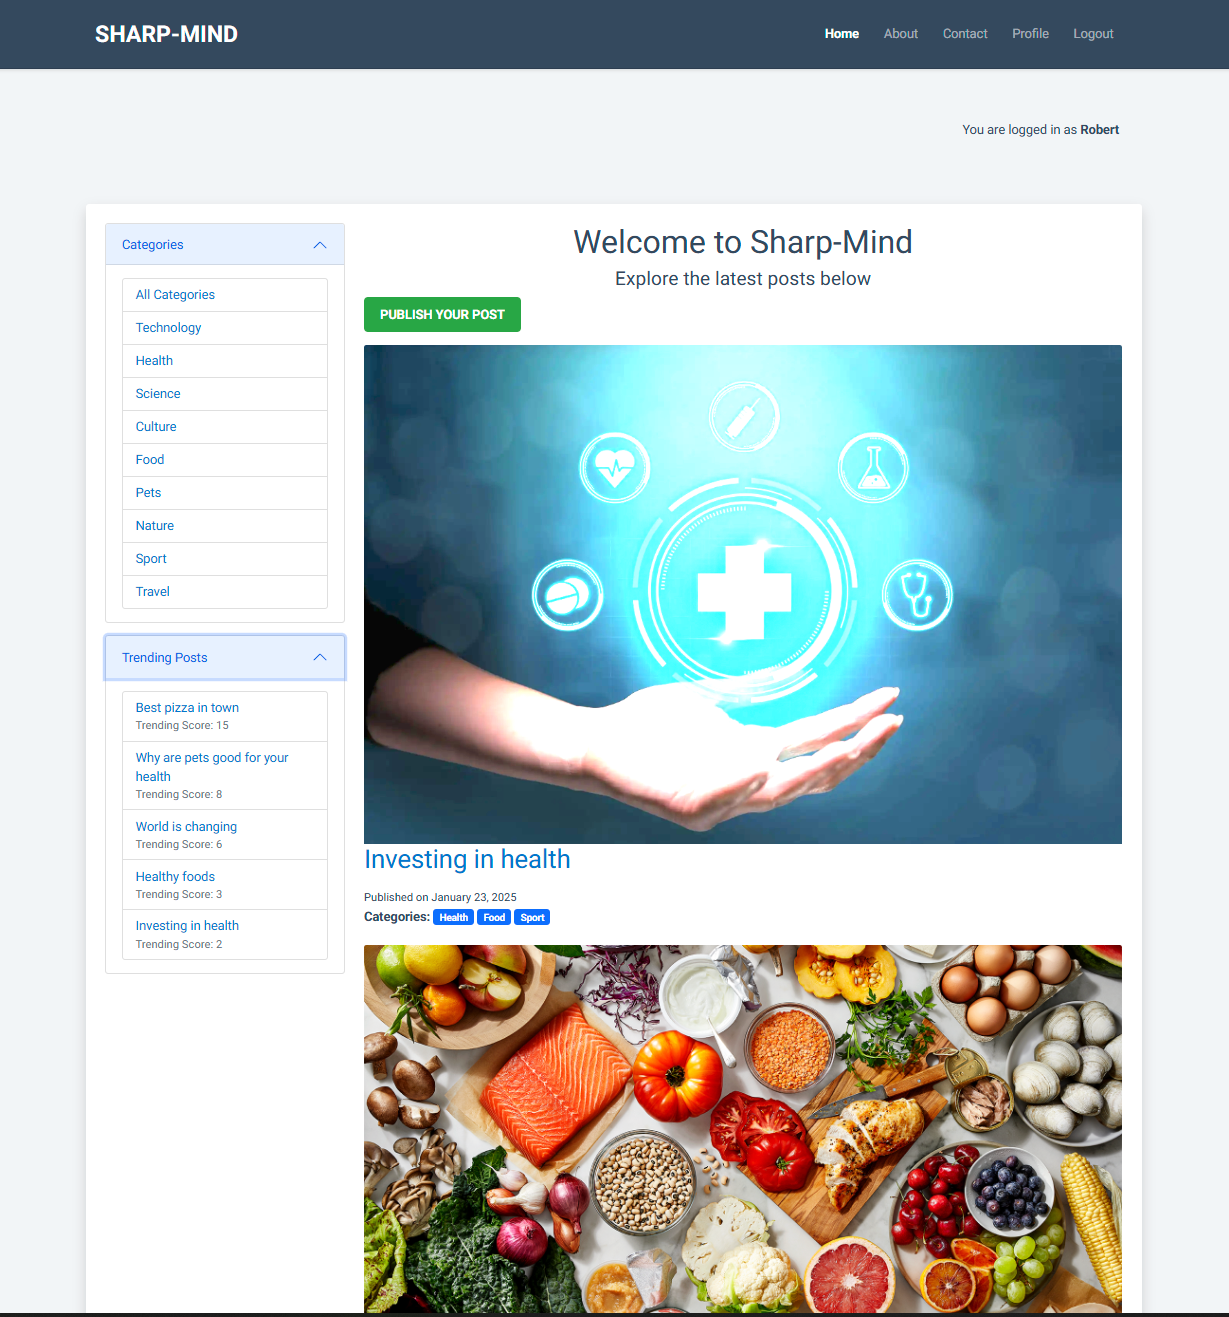 SHARP-MIND
Home
About
Contact
Profile
Logout
You are logged in as Robert
Categories
All Categories
Technology
Health
Science
Culture
Food
Pets
Nature
Sport
Travel
Trending Posts
Best pizza in town
Trending Score: 15
Why are pets good for your
health
Trending Score: 8
World is changing
Trending Score: 6
Healthy foods
Trending Score: 3
Investing in health
Trending Score: 2
Welcome to Sharp-Mind
Explore the latest posts below
PUBLISH YOUR POST
Investing in health
Published on January 23, 2025
Categories: Health Food Sport